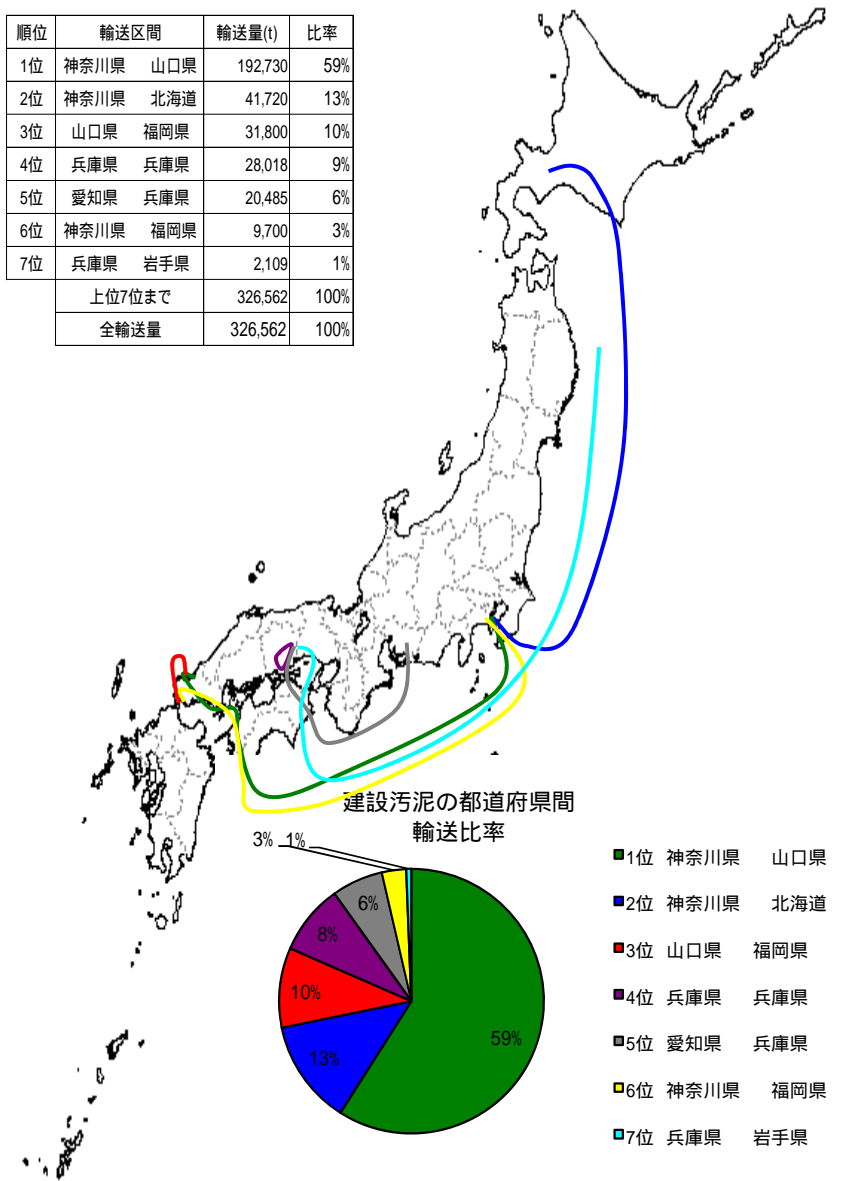 順位 輸送区間 輸送量(t) 比率
1位 神奈川県 山口県 192,730 59%
2位 神奈川県 北海道 41,720 13%
3位 山口県 福岡県 31,800 10%
4位 兵庫県 兵庫県 28,018 9%
5位 愛知県 兵庫県 20,485 6%
6位 神奈川県 福岡県 9,700 3%
7位 兵庫県 岩手県 2,109 1%
上位7位まで 326,562 100%
全輸送量 326,562 100%
建設汚泥の都道府県間
輸送比率
3% 1%
6%
8%
10%
13%
59%
1位 神奈川県 山口県
2位 神奈川県 北海道
3位 山口県 福岡県
4位 兵庫県 兵庫県
5位 愛知県 兵庫県
6位 神奈川県 福岡県
7位 兵庫県 岩手県